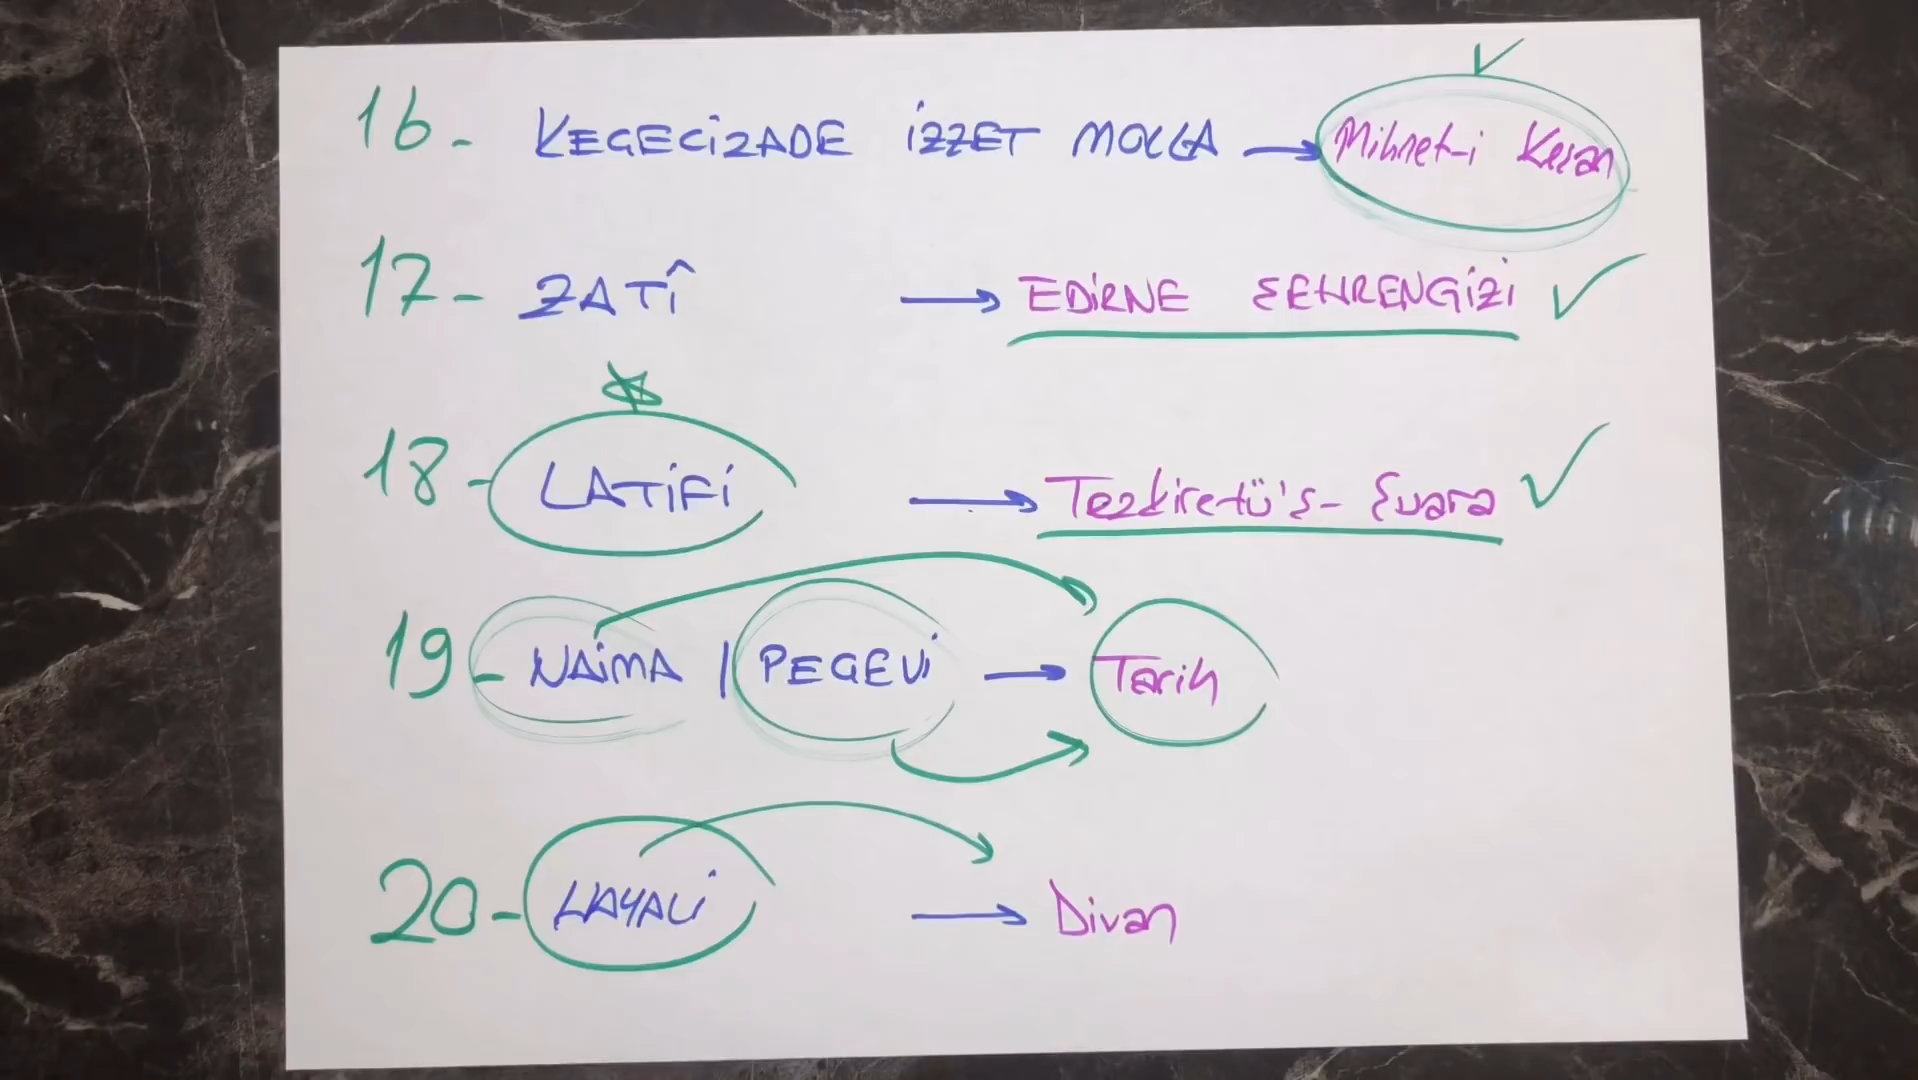 16- KEÇECİZADE İZZET MOLLA → Mihnet-i Keşan
17- ZATÎ → EDİRNE ŞEHRENGİZİ
18- LATİFİ → Tezkiretü'ş-Şuara
19- NAİMA / PEÇEVİ → Tarih
20- HAYALİ → Divan